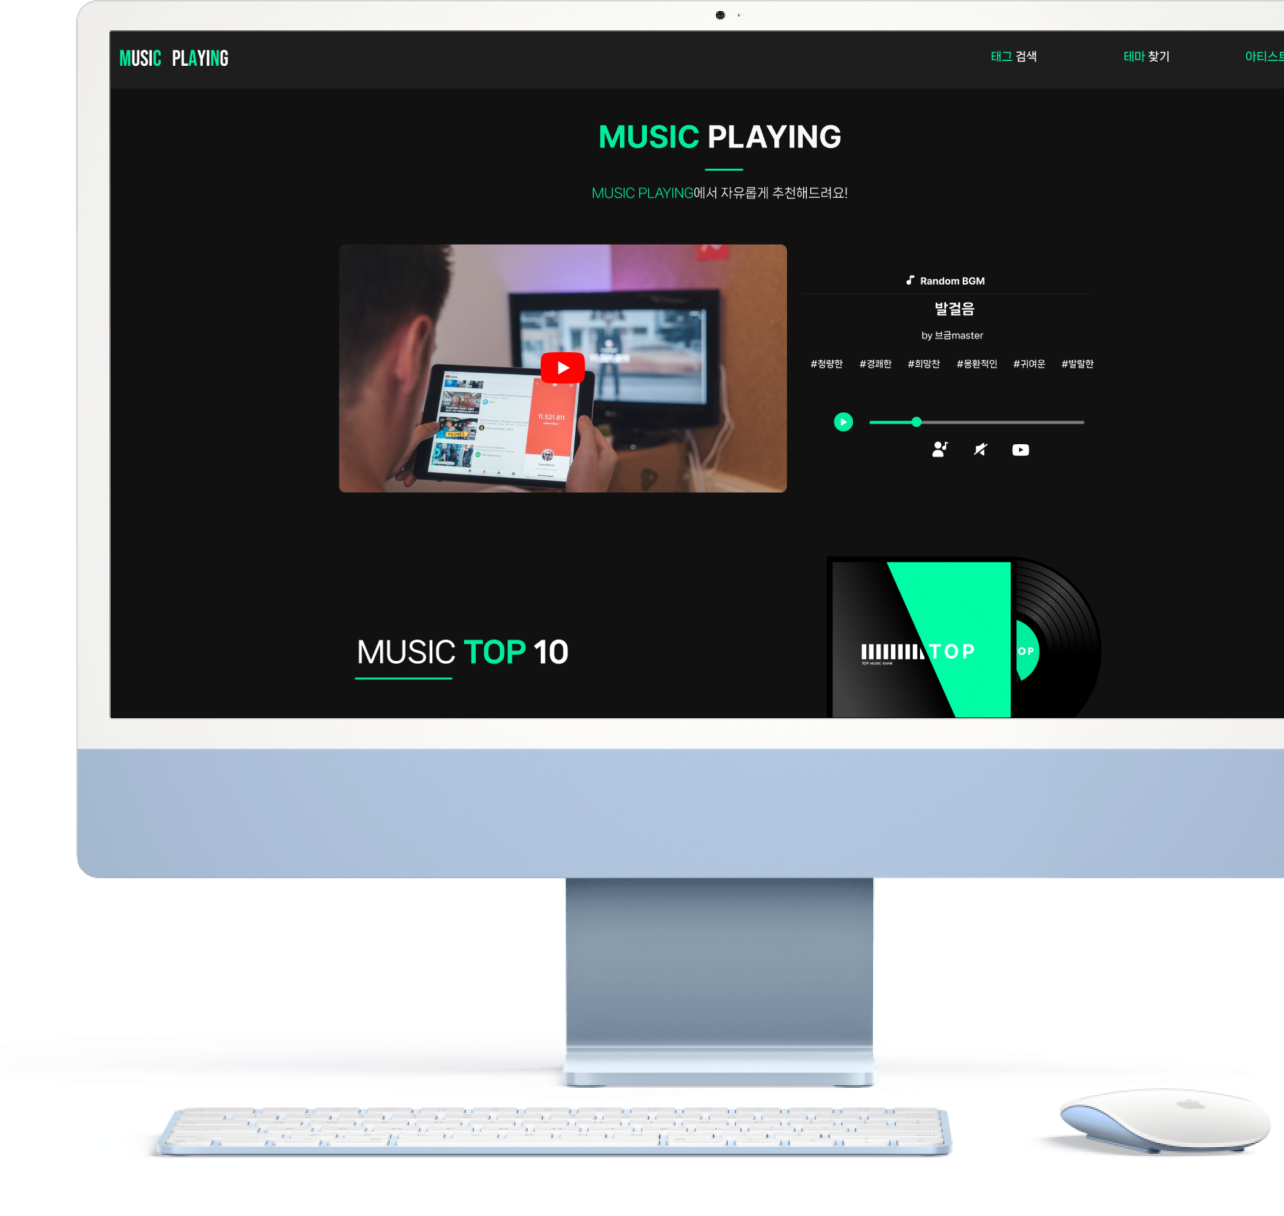 MUSIC PLAYING
태그 검색
테마 찾기
아티스트
MUSIC PLAYING
MUSIC PLAYING에서 자유롭게 추천해드려요!
11,521,811
Random BGM
발걸음
by 브금master
#청량한 #경쾌한 #희망찬 #몽환적인 #귀여운 #발랄한
MUSIC TOP 10
TOP
TOP MUSIC RANK
OP